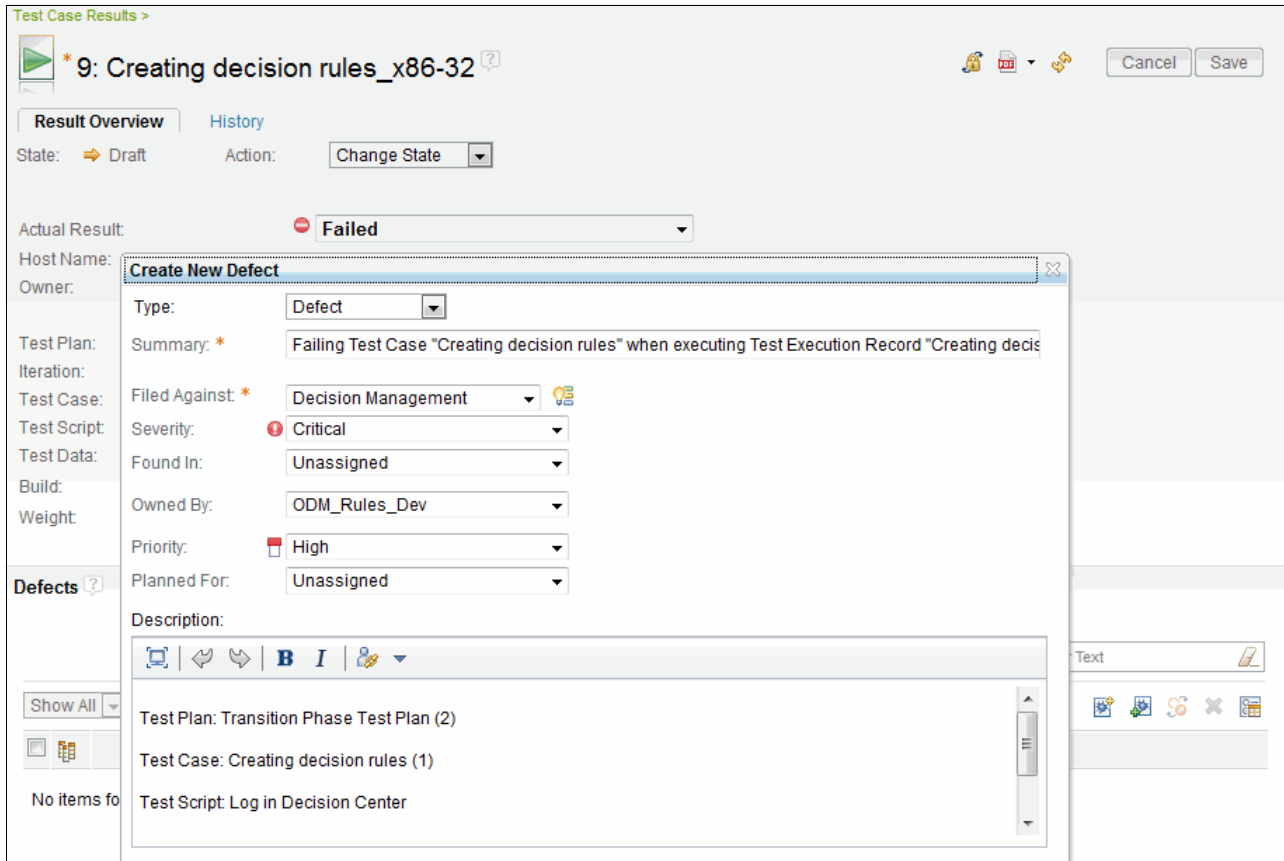 Test Case Results >
* 9: Creating decision rules_x86-32 ?
PDF
Cancel Save
Result Overview History
State: Draft Action: Change State
Actual Result: Failed
Host Name:
Owner:
Test Plan:
Iteration:
Test Case:
Test Script:
Test Data:
Build:
Weight:
Create New Defect
Type: Defect
Summary: * Failing Test Case "Creating decision rules" when executing Test Execution Record "Creating decis
Filed Against: * Decision Management
Severity: Critical
Found In: Unassigned
Owned By: ODM_Rules_Dev
Priority: High
Planned For: Unassigned
Description:
B I
Test Plan: Transition Phase Test Plan (2)
Test Case: Creating decision rules (1)
Test Script: Log in Decision Center
Defects ?
Text
Show All
No items fo